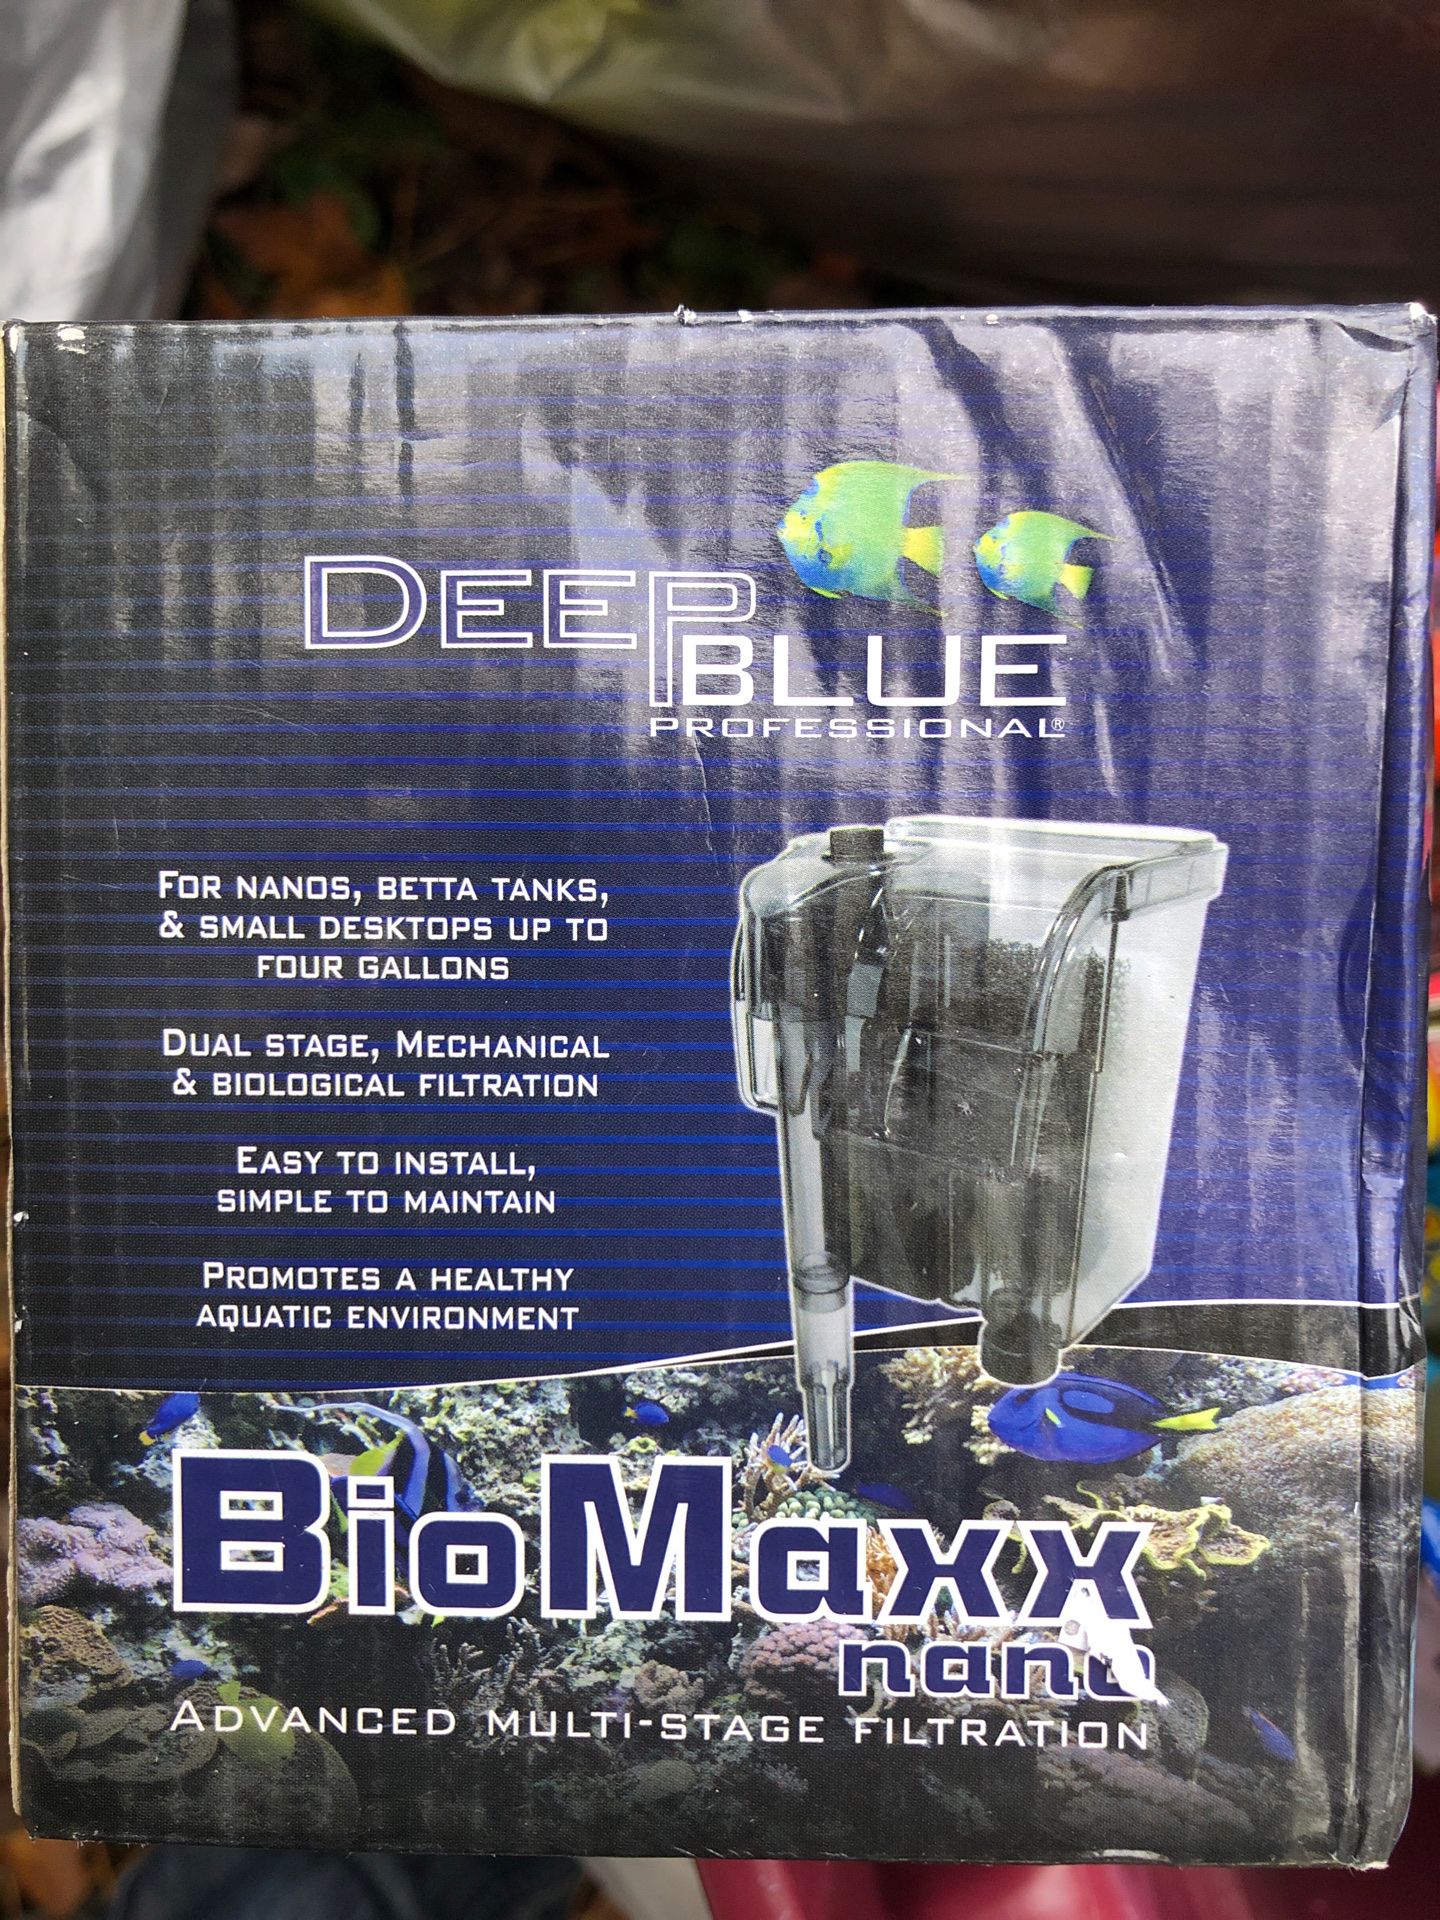 DEEP
BLUE
PROFESSIONAL®
FOR NANOS, BETTA TANKS,
& SMALL DESKTOPS UP TO
FOUR GALLONS
DUAL STAGE, MECHANICAL
& BIOLOGICAL FILTRATION
EASY TO INSTALL,
SIMPLE TO MAINTAIN
PROMOTES A HEALTHY
AQUATIC ENVIRONMENT
BioMaxx
nano
ADVANCED MULTI-STAGE FILTRATION